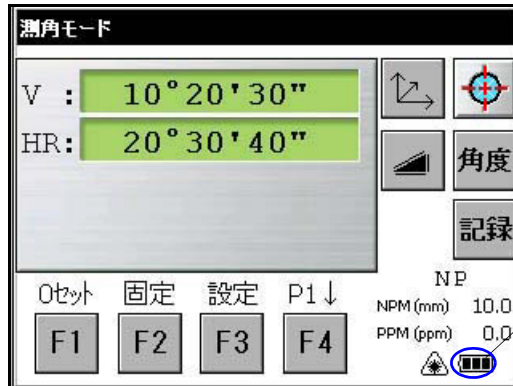 測角モード
V : 10°20'30"
HR: 20°30'40"
角度
記録
0セット 固定 設定 P1↓
F1 F2 F3 F4
NP
NPM (mm) 10.0
PPM (ppm) 0.0